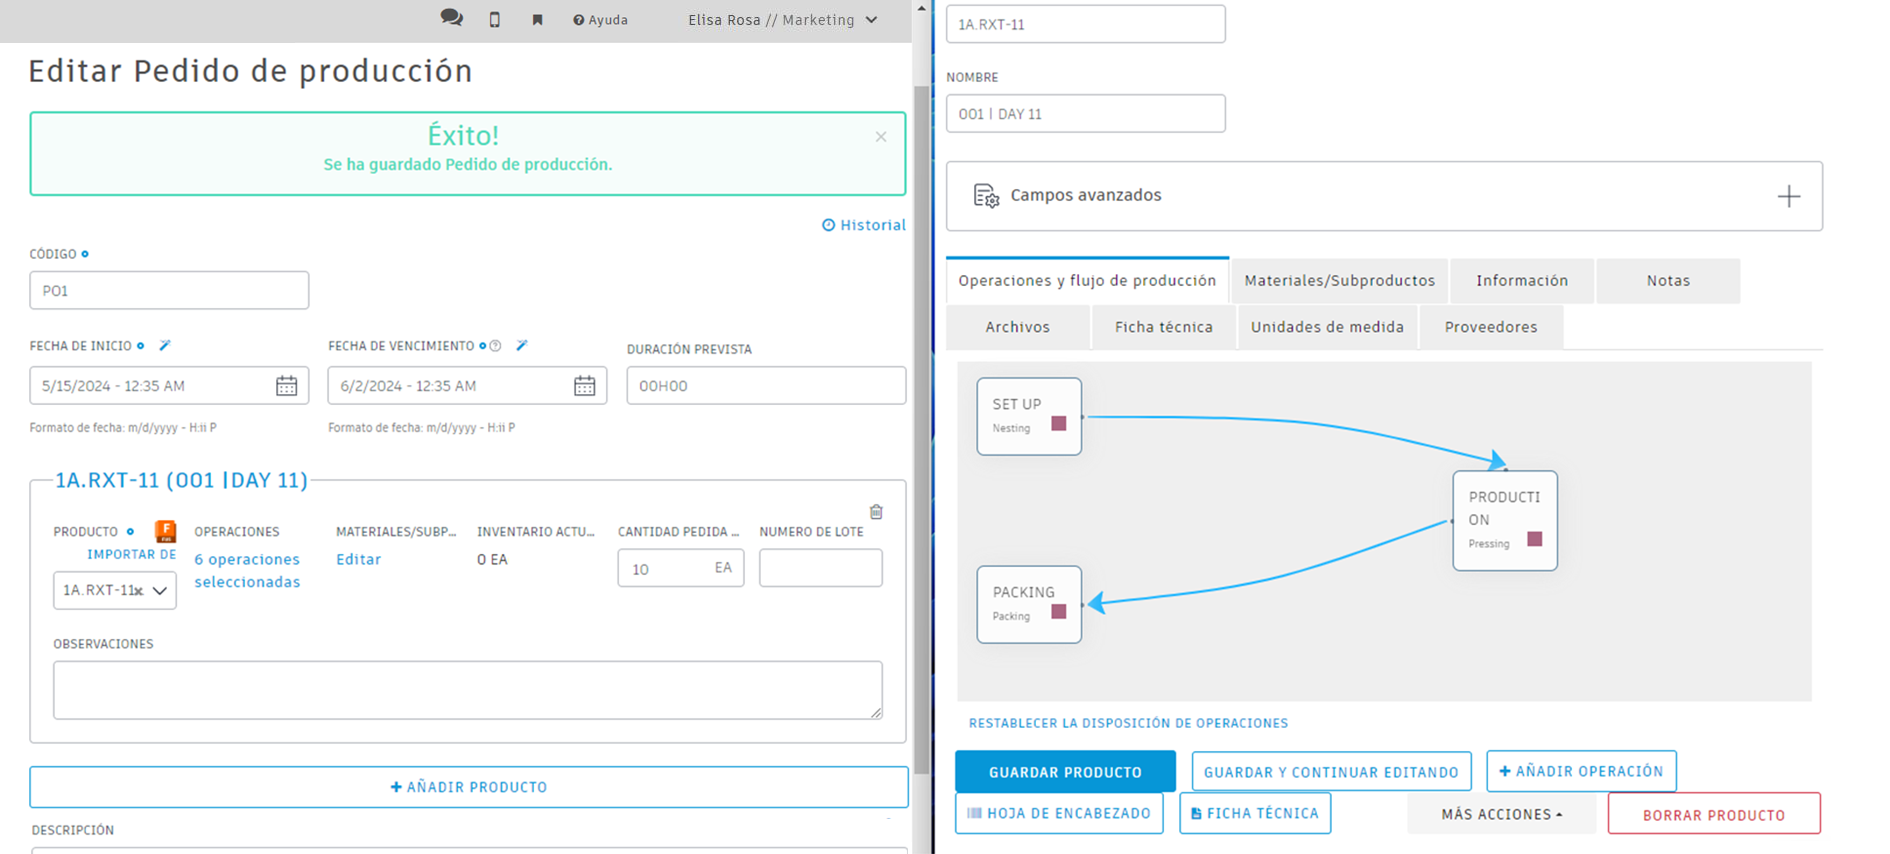 Ayuda
Elisa Rosa // Marketing
Editar Pedido de producción
Éxito!
Se ha guardado Pedido de producción.
Historial
CÓDIGO
PO1
FECHA DE INICIO
FECHA DE VENCIMIENTO
DURACIÓN PREVISTA
5/15/2024 - 12:35 AM
6/2/2024 - 12:35 AM
00H00
Formato de fecha: m/d/yyyy - H:ii P
Formato de fecha: m/d/yyyy - H:ii P
1A.RXT-11 (001 |DAY 11)
PRODUCTO
IMPORTAR DE
1A.RXT-11x
OPERACIONES
6 operaciones
seleccionadas
MATERIALES/SUBP...
Editar
INVENTARIO ACTU...
0 EA
CANTIDAD PEDIDA ...
10 EA
NUMERO DE LOTE
OBSERVACIONES
+ AÑADIR PRODUCTO
DESCRIPCIÓN
1A.RXT-11
NOMBRE
001 | DAY 11
Campos avanzados
Operaciones y flujo de producción
Materiales/Subproductos
Información
Notas
Archivos
Ficha técnica
Unidades de medida
Proveedores
SET UP
Nesting
PRODUCTI
ON
Pressing
PACKING
Packing
RESTABLECER LA DISPOSICIÓN DE OPERACIONES
GUARDAR PRODUCTO
GUARDAR Y CONTINUAR EDITANDO
+ AÑADIR OPERACIÓN
HOJA DE ENCABEZADO
FICHA TÉCNICA
MÁS ACCIONES
BORRAR PRODUCTO